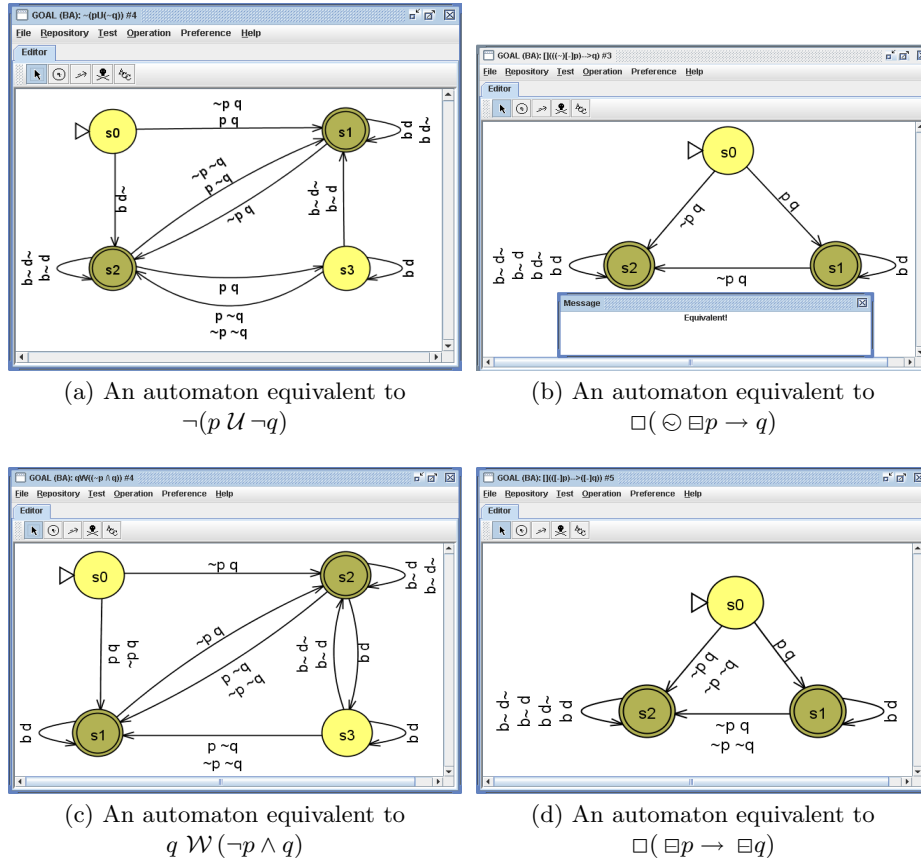 GOAL (BA): ~(pU(~q)) #4
File Repository Test Operation Preference Help
Editor
s0
~p q
p q
s1
p q
~p q
~p q
~p ~q
p ~q
~p q
~p ~q
p ~q
~p ~q
p ~q
s2
p q
s3
p q
p ~q
~p ~q
(a) An automaton equivalent to
¬(p U ¬q)
GOAL (BA): [](((~)[-]p)-->q) #3
File Repository Test Operation Preference Help
Editor
s0
~p q
p q
~p ~q
p ~q
~p q
p q
s2
~p q
s1
p q
Message
Equivalent!
(b) An automaton equivalent to
□( ⊝ ⊟p → q)
GOAL (BA): qW((~p /\ q)) #4
File Repository Test Operation Preference Help
Editor
s0
~p q
s2
p ~q
~p ~q
p q
~p q
~p q
p ~q
~p ~q
~p ~q
p ~q
p q
p q
s1
p ~q
~p ~q
s3
p q
(c) An automaton equivalent to
q W (¬p ∧ q)
GOAL (BA): [](([-]p)-->([-]q)) #5
File Repository Test Operation Preference Help
Editor
s0
~p q
~p ~q
p q
~p ~q
p ~q
~p q
p q
s2
~p q
~p ~q
s1
p q
(d) An automaton equivalent to
□( ⊟p → ⊟q)